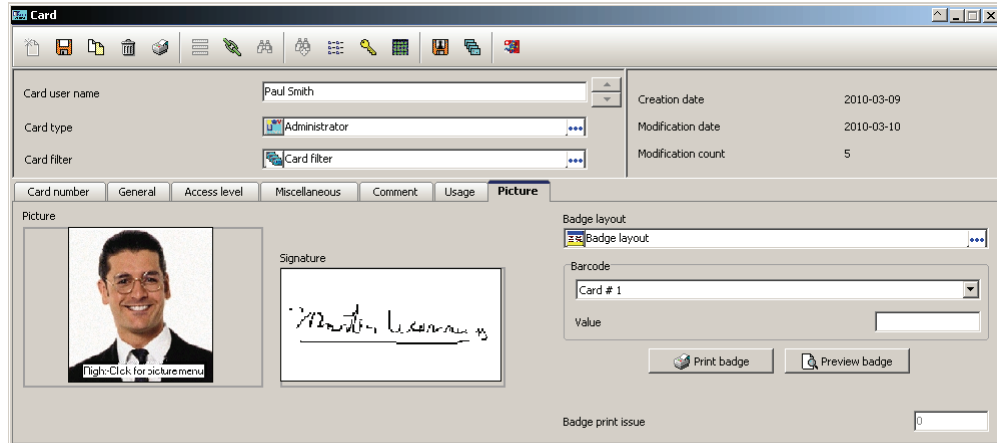 Card
Card user name
Paul Smith
Card type
Administrator
Card filter
Card filter
Creation date 2010-03-09
Modification date 2010-03-10
Modification count 5
Card number General Access level Miscellaneous Comment Usage Picture
Picture
Right-Click for picture menu
Signature
Badge layout
Badge layout
Barcode
Card # 1
Value
Print badge Preview badge
Badge print issue 0